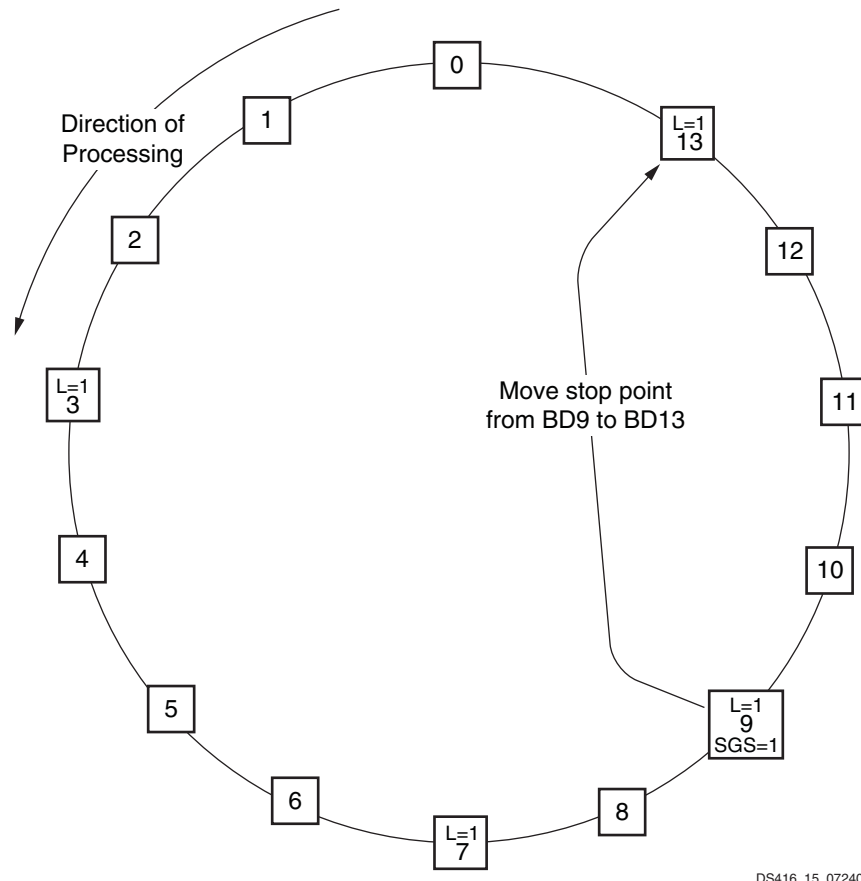 0
Direction of
Processing
1
L=1
13
2
12
L=1
3
Move stop point
from BD9 to BD13
11
4
10
5
L=1
9
SGS=1
6
8
L=1
7
DS416_15_07240